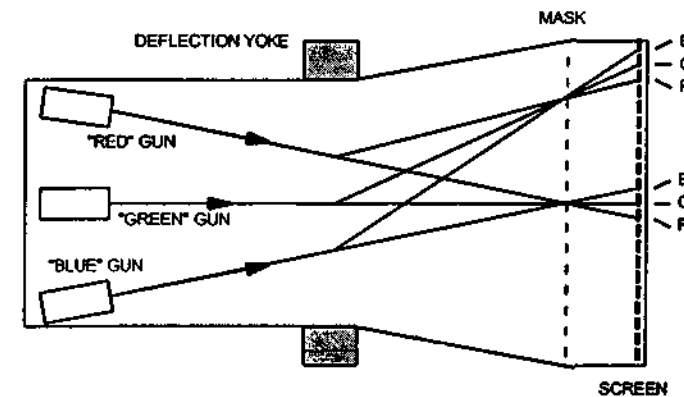 MASK
DEFLECTION YOKE
"RED" GUN
"GREEN" GUN
"BLUE" GUN
SCREEN